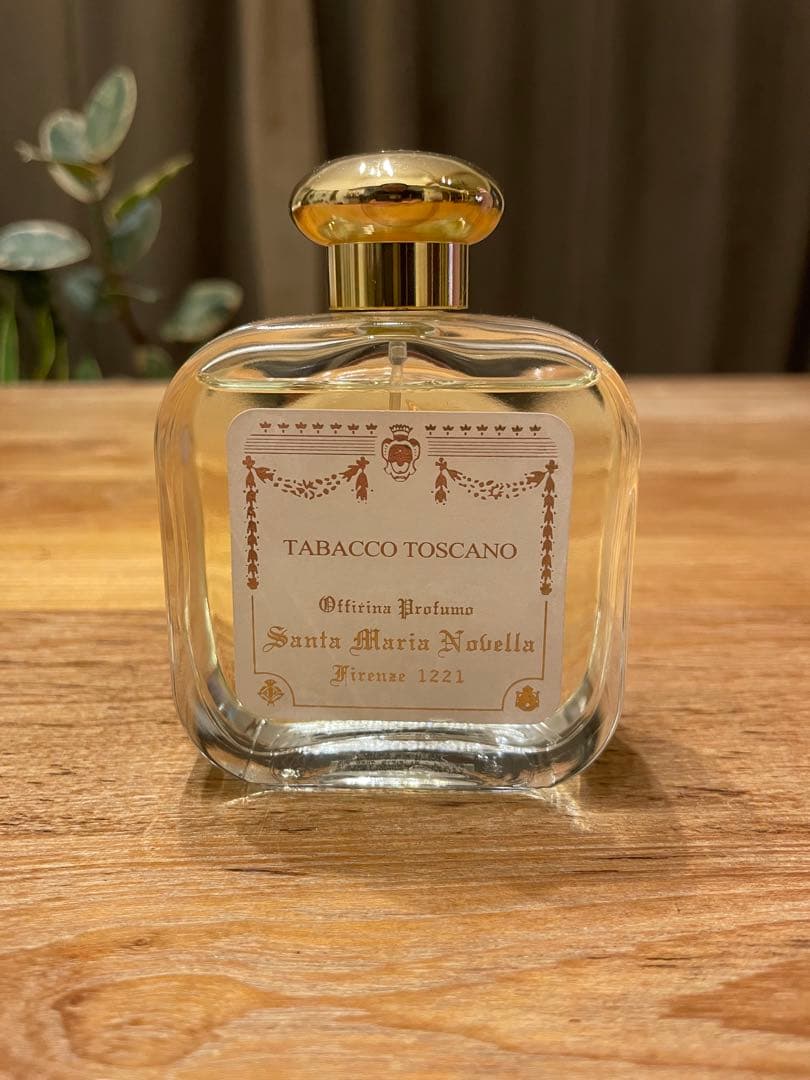 TABACCO TOSCANO
Officina Profumo
Santa Maria Novella
Firenze 1221